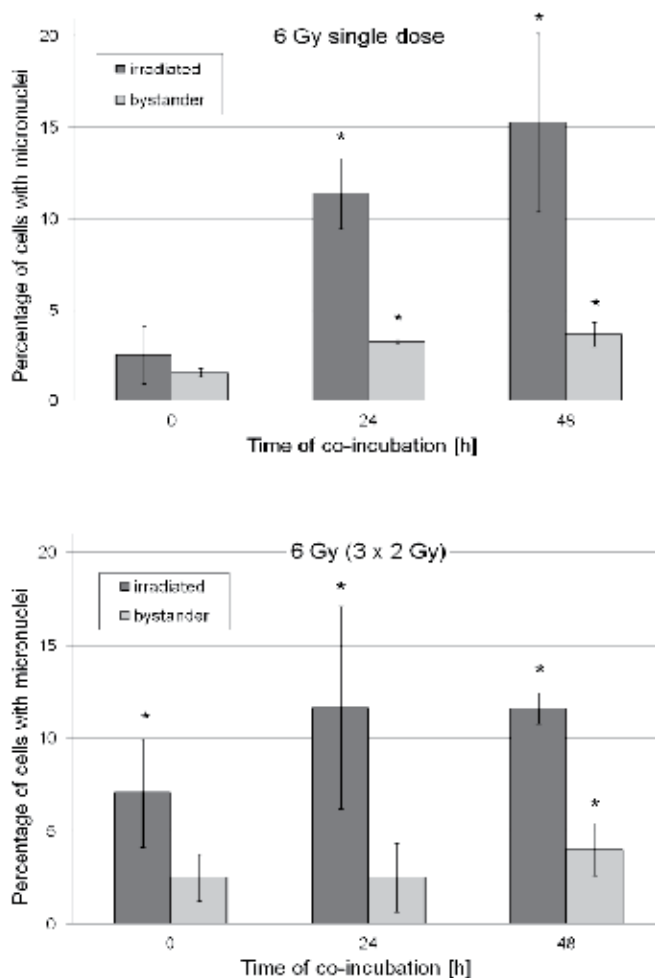 6 Gy single dose
irradiated
bystander
20
15
10
5
0
*
*
*
*
Percentage of cells with micronuclei
0
24
48
Time of co-incubation [h]
6 Gy (3 x 2 Gy)
irradiated
bystander
20
15
10
5
0
*
*
*
*
Percentage of cells with micronuclei
0
24
48
Time of co-incubation [h]